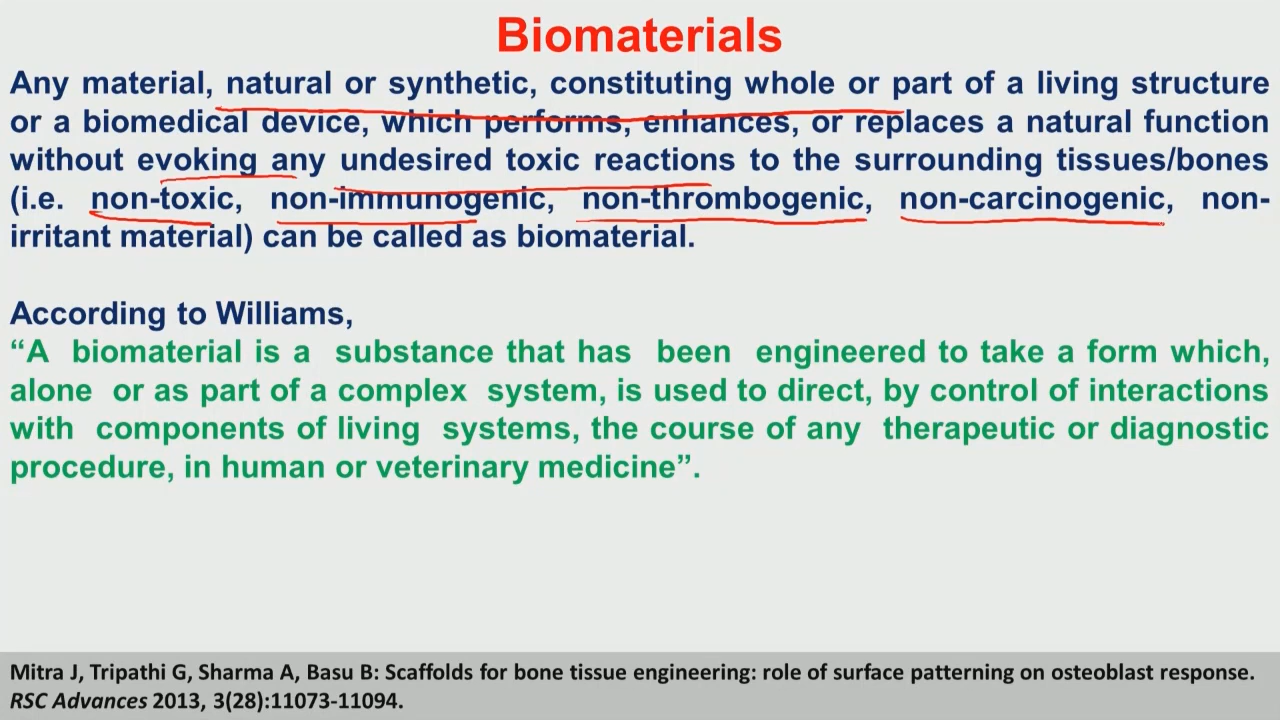 Biomaterials
Any material, natural or synthetic, constituting whole or part of a living structure
or a biomedical device, which performs, enhances, or replaces a natural function
without evoking any undesired toxic reactions to the surrounding tissues/bones
(i.e. non-toxic, non-immunogenic, non-thrombogenic, non-carcinogenic, non-
irritant material) can be called as biomaterial.
According to Williams,
“A biomaterial is a substance that has been engineered to take a form which,
alone or as part of a complex system, is used to direct, by control of interactions
with components of living systems, the course of any therapeutic or diagnostic
procedure, in human or veterinary medicine”.
Mitra J, Tripathi G, Sharma A, Basu B: Scaffolds for bone tissue engineering: role of surface patterning on osteoblast response.
RSC Advances 2013, 3(28):11073-11094.